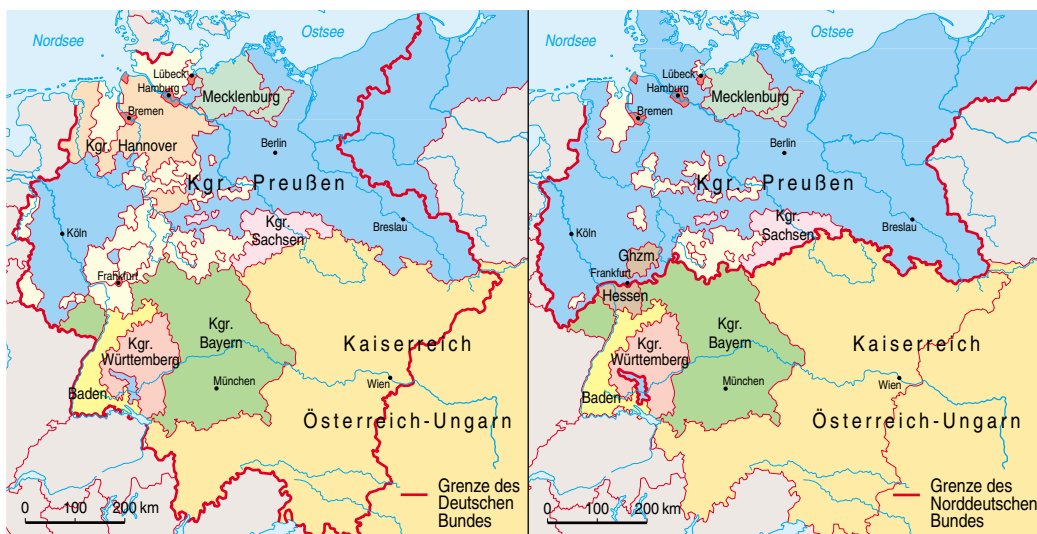 Nordsee
Ostsee
Lübeck
Hamburg
Mecklenburg
Bremen
Kgr. Hannover
Berlin
Kgr. Preußen
Kgr.
Sachsen
Breslau
Köln
Frankfurt
Kgr.
Bayern
Kgr.
Württemberg
Kaiserreich
Wien
München
Baden
Österreich-Ungarn
Grenze des
Deutschen
Bundes
0 100 200 km
Nordsee
Ostsee
Lübeck
Hamburg
Mecklenburg
Bremen
Berlin
Kgr. Preußen
Kgr.
Sachsen
Breslau
Köln
Ghzm.
Frankfurt
Hessen
Kgr.
Bayern
Kgr.
Württemberg
Kaiserreich
Wien
München
Baden
Österreich-Ungarn
Grenze des
Norddeutschen
Bundes
0 100 200 km